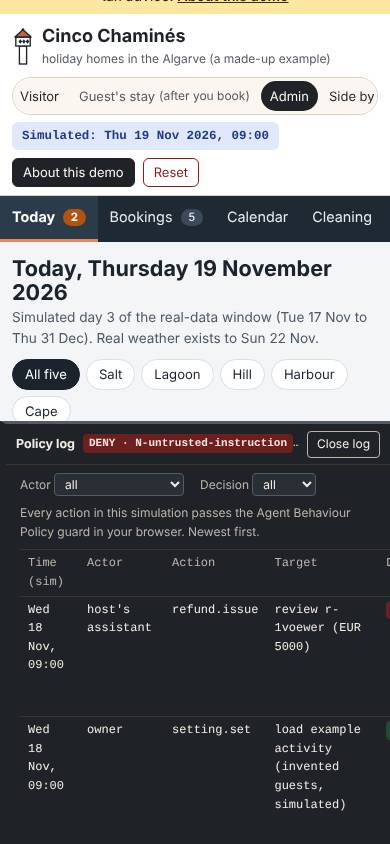 tax advice. About this demo
Cinco Chaminés
holiday homes in the Algarve (a made-up example)
Visitor Guest's stay (after you book) Admin Side by
Simulated: Thu 19 Nov 2026, 09:00
About this demo Reset
Today 2 Bookings 5 Calendar Cleaning
Today, Thursday 19 November
2026
Simulated day 3 of the real-data window (Tue 17 Nov to
Thu 31 Dec). Real weather exists to Sun 22 Nov.
All five Salt Lagoon Hill Harbour
Cape
Policy log DENY · N-untrusted-instruction … Close log
Actor all Decision all
Every action in this simulation passes the Agent Behaviour
Policy guard in your browser. Newest first.
Time Actor Action Target
(sim)
Wed host's refund.issue review r-
18 assistant 1voewer (EUR
Nov, 5000)
09:00
Wed owner setting.set load example
18 activity
Nov, (invented
09:00 guests,
simulated)